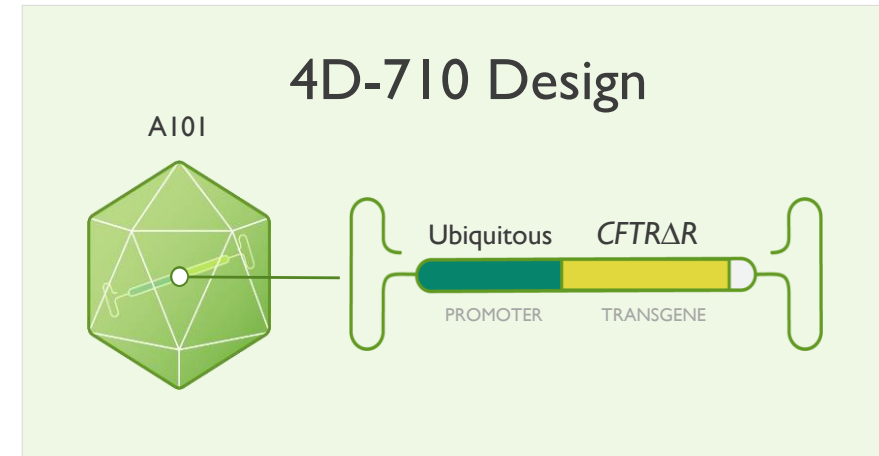 4D-710 Design
A101
Ubiquitous CFTRΔR
PROMOTER TRANSGENE